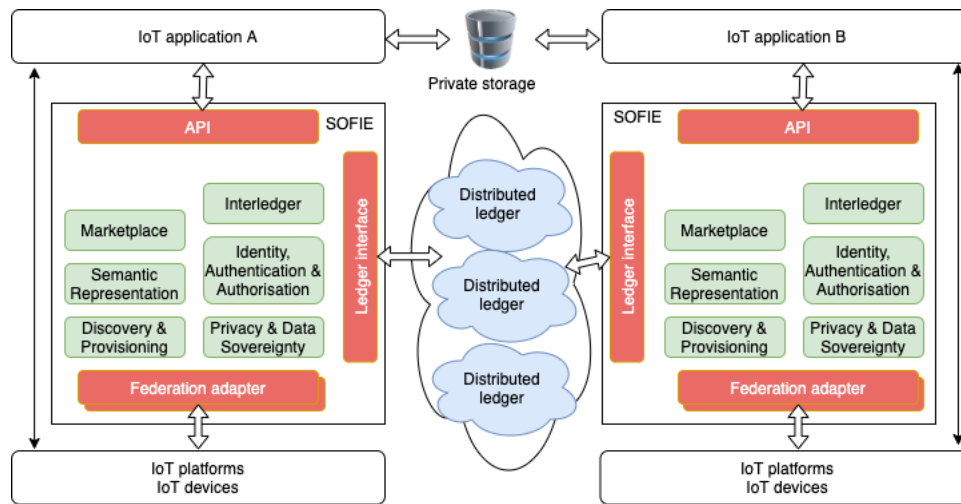 IoT application A
Private storage
IoT application B
API
SOFIE
Ledger interface
Interledger
Marketplace
Identity,
Authentication &
Authorisation
Semantic
Representation
Discovery &
Provisioning
Privacy & Data
Sovereignty
Federation adapter
IoT platforms
IoT devices
Distributed
ledger
Distributed
ledger
Distributed
ledger
SOFIE
API
Ledger interface
Interledger
Marketplace
Identity,
Authentication &
Authorisation
Semantic
Representation
Discovery &
Provisioning
Privacy & Data
Sovereignty
Federation adapter
IoT platforms
IoT devices